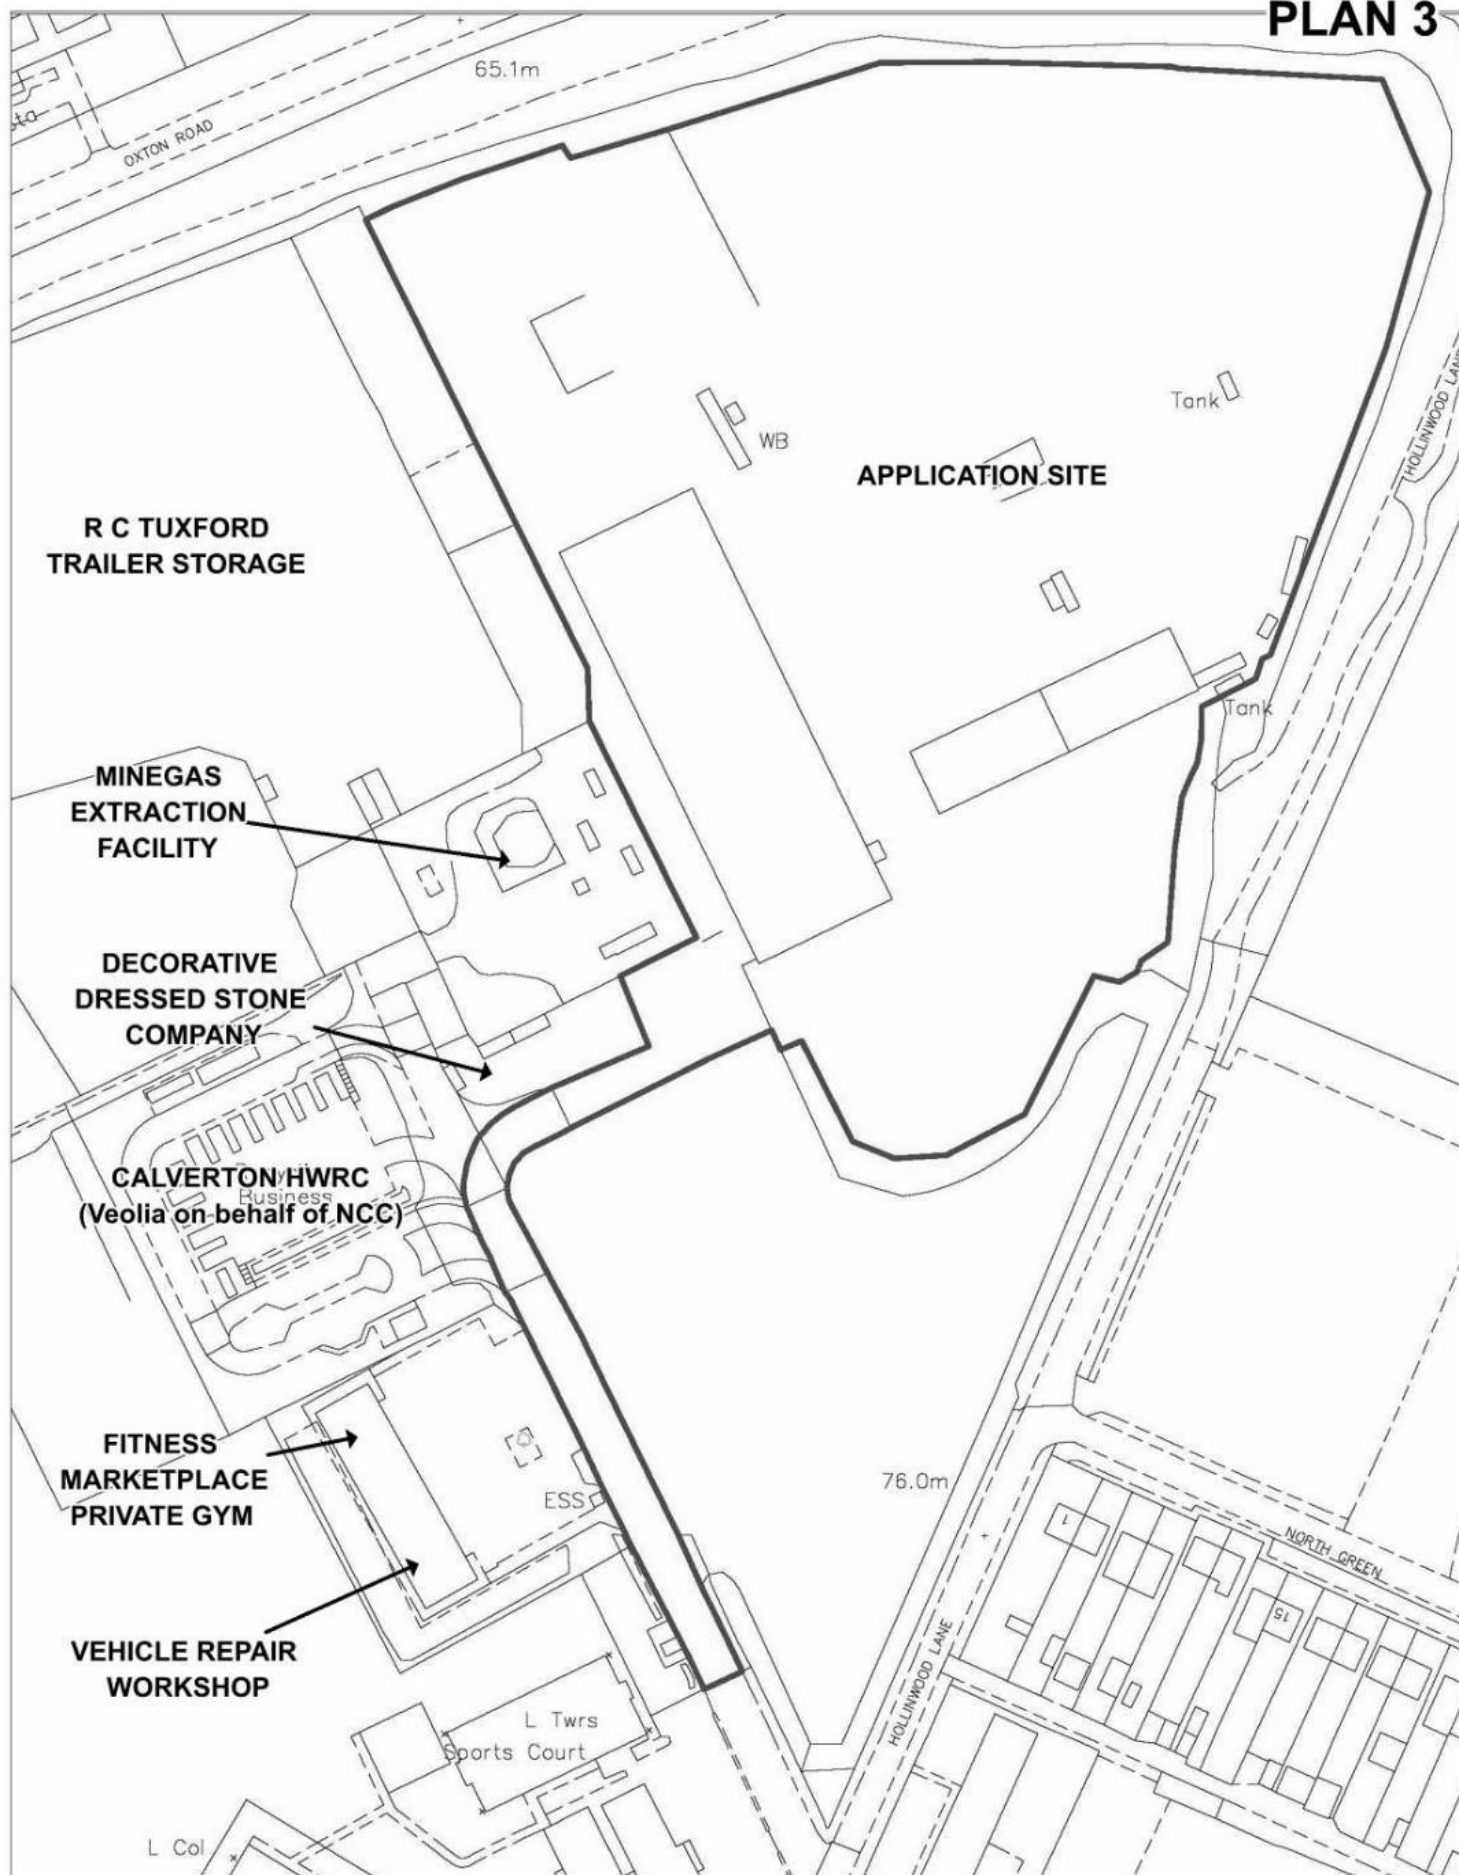 PLAN 3
65.1m
OXTON ROAD
HOLLINWOOD LANE
Tank
WB
APPLICATION SITE
R C TUXFORD
TRAILER STORAGE
Tank
MINEGAS
EXTRACTION
FACILITY
DECORATIVE
DRESSED STONE
COMPANY
CALVERTON HWRC
Business
(Veolia on behalf of NCC)
FITNESS
MARKETPLACE
PRIVATE GYM
ESS
76.0m
1
NORTH GREEN
15
HOLLINWOOD LANE
VEHICLE REPAIR
WORKSHOP
L Twrs
Sports Court
L Col